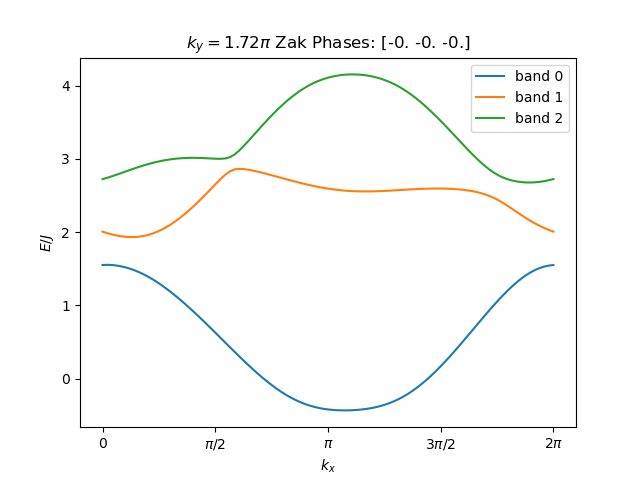 $k_y = 1.72\pi$ Zak Phases: [-0. -0. -0.]
band 0
band 1
band 2
4
3
2
1
0
E/J
0
π/2
π
3π/2
2π
$k_x$